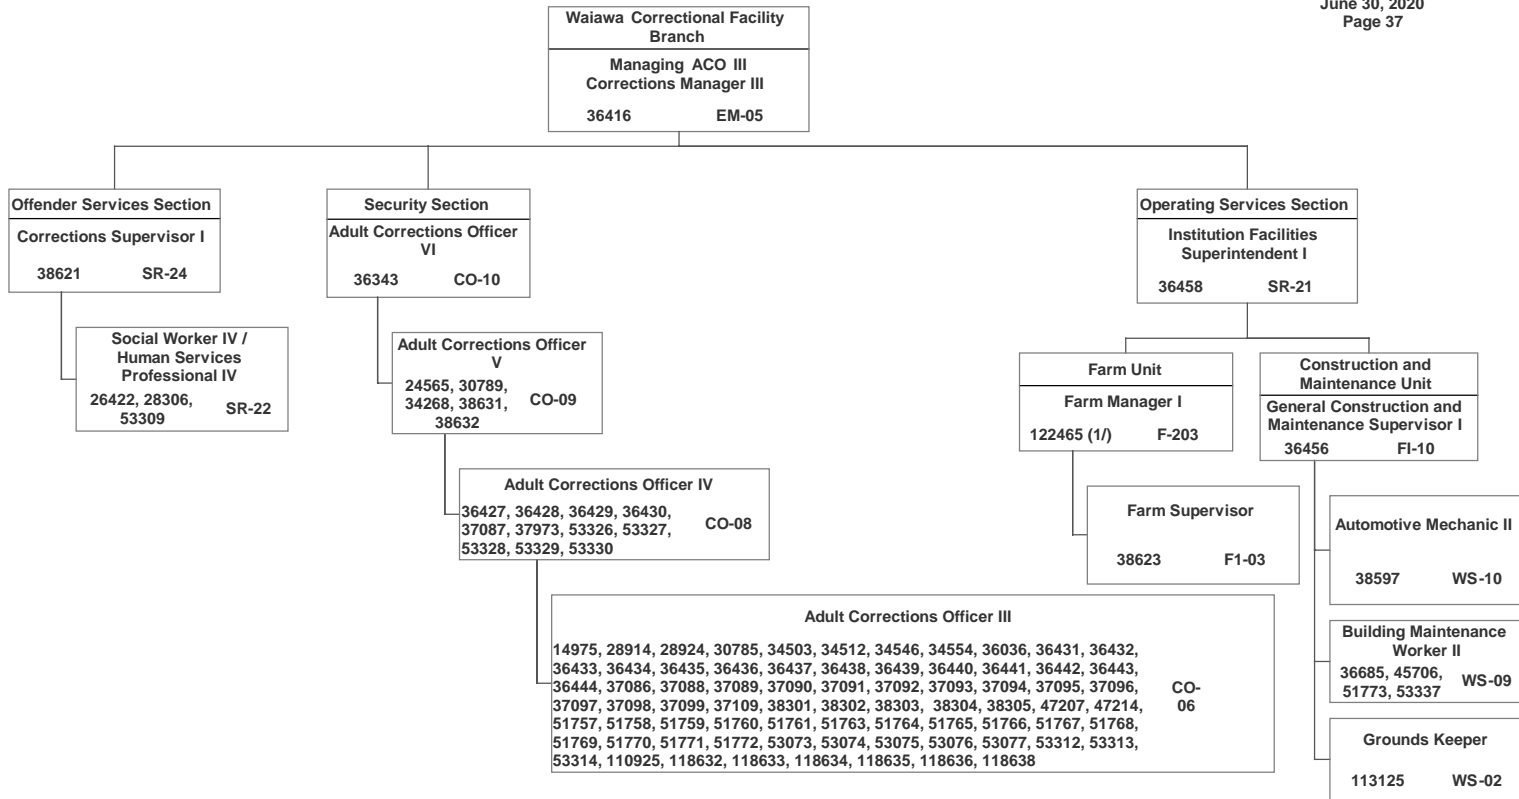 June 30, 2020
Page 37
Waiawa Correctional Facility
Branch
Managing ACO III
Corrections Manager III
36416 EM-05
Offender Services Section
Corrections Supervisor I
38621 SR-24
Social Worker IV /
Human Services
Professional IV
26422, 28306,
53309
SR-22
Security Section
Adult Corrections Officer
VI
36343 CO-10
Adult Corrections Officer
V
24565, 30789,
34268, 38631,
38632
CO-09
Adult Corrections Officer IV
36427, 36428, 36429, 36430,
37087, 37973, 53326, 53327,
53328, 53329, 53330
CO-08
Adult Corrections Officer III
14975, 28914, 28924, 30785, 34503, 34512, 34546, 34554, 36036, 36431, 36432,
36433, 36434, 36435, 36436, 36437, 36438, 36439, 36440, 36441, 36442, 36443,
36444, 37086, 37088, 37089, 37090, 37091, 37092, 37093, 37094, 37095, 37096,
37097, 37098, 37099, 37109, 38301, 38302, 38303, 38304, 38305, 47207, 47214,
51757, 51758, 51759, 51760, 51761, 51763, 51764, 51765, 51766, 51767, 51768,
51769, 51770, 51771, 51772, 53073, 53074, 53075, 53076, 53077, 53312, 53313,
53314, 110925, 118632, 118633, 118634, 118635, 118636, 118638
CO-
06
Operating Services Section
Institution Facilities
Superintendent I
36458 SR-21
Farm Unit
Farm Manager I
122465 (1/) F-203
Farm Supervisor
38623 F1-03
Construction and
Maintenance Unit
General Construction and
Maintenance Supervisor I
36456 FI-10
Automotive Mechanic II
38597 WS-10
Building Maintenance
Worker II
36685, 45706,
51773, 53337
WS-09
Grounds Keeper
113125 WS-02